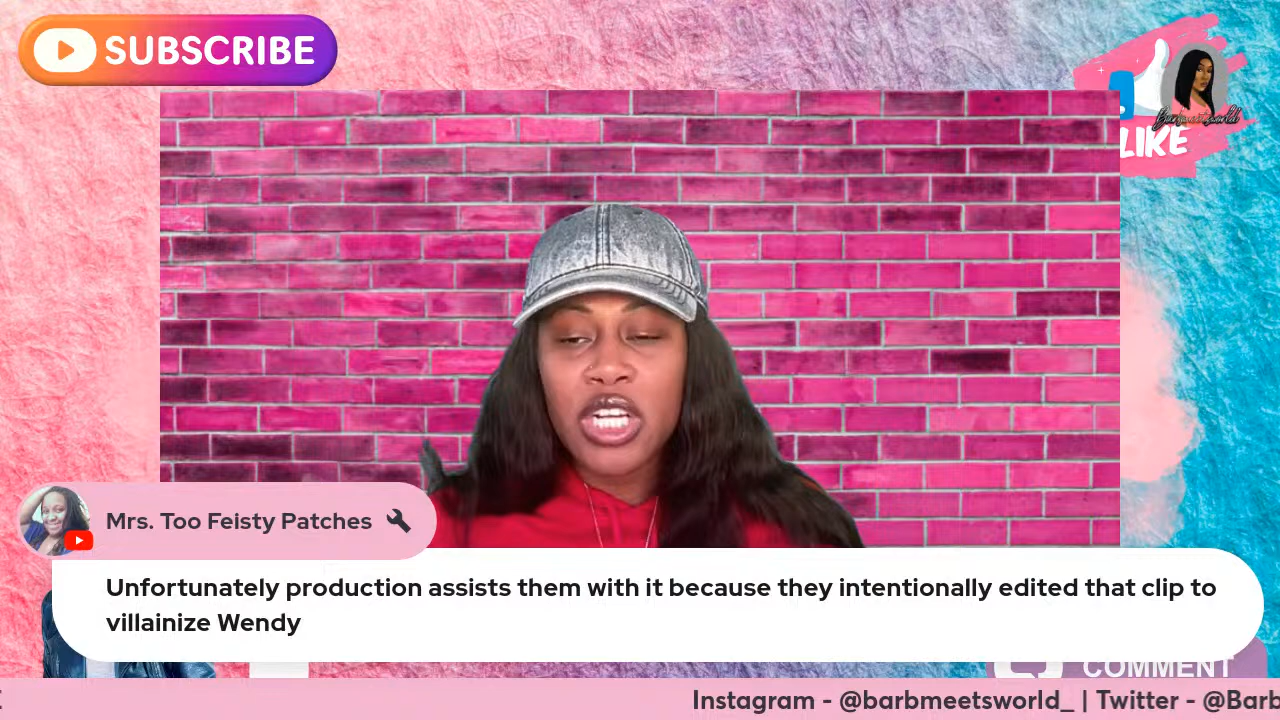 SUBSCRIBE
LIKE
Mrs. Too Feisty Patches
Unfortunately production assists them with it because they intentionally edited that clip to
villainize Wendy
COMMENT
Instagram - @barbmeetsworld_ | Twitter - @Barb